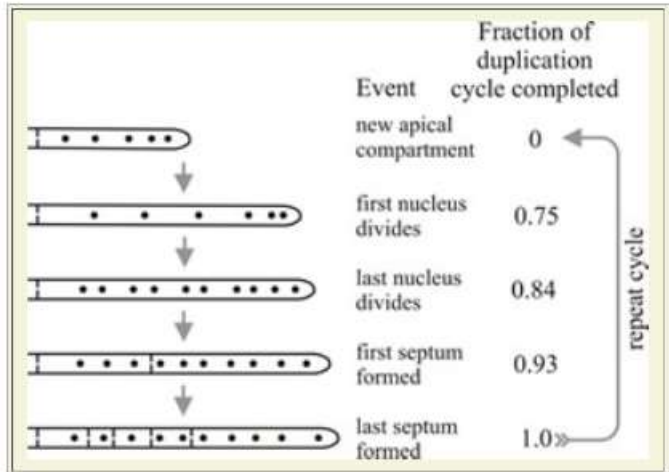 Fraction of
duplication
Event cycle completed
new apical
compartment 0
first nucleus
divides 0.75
last nucleus
divides 0.84
first septum
formed 0.93
last septum
formed 1.0
repeat cycle